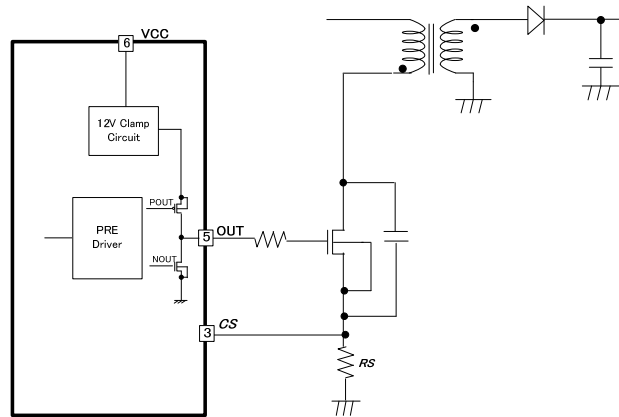 6 VCC
12V Clamp
Circuit
POUT
PRE
Driver
5 OUT
NOUT
3 CS
RS